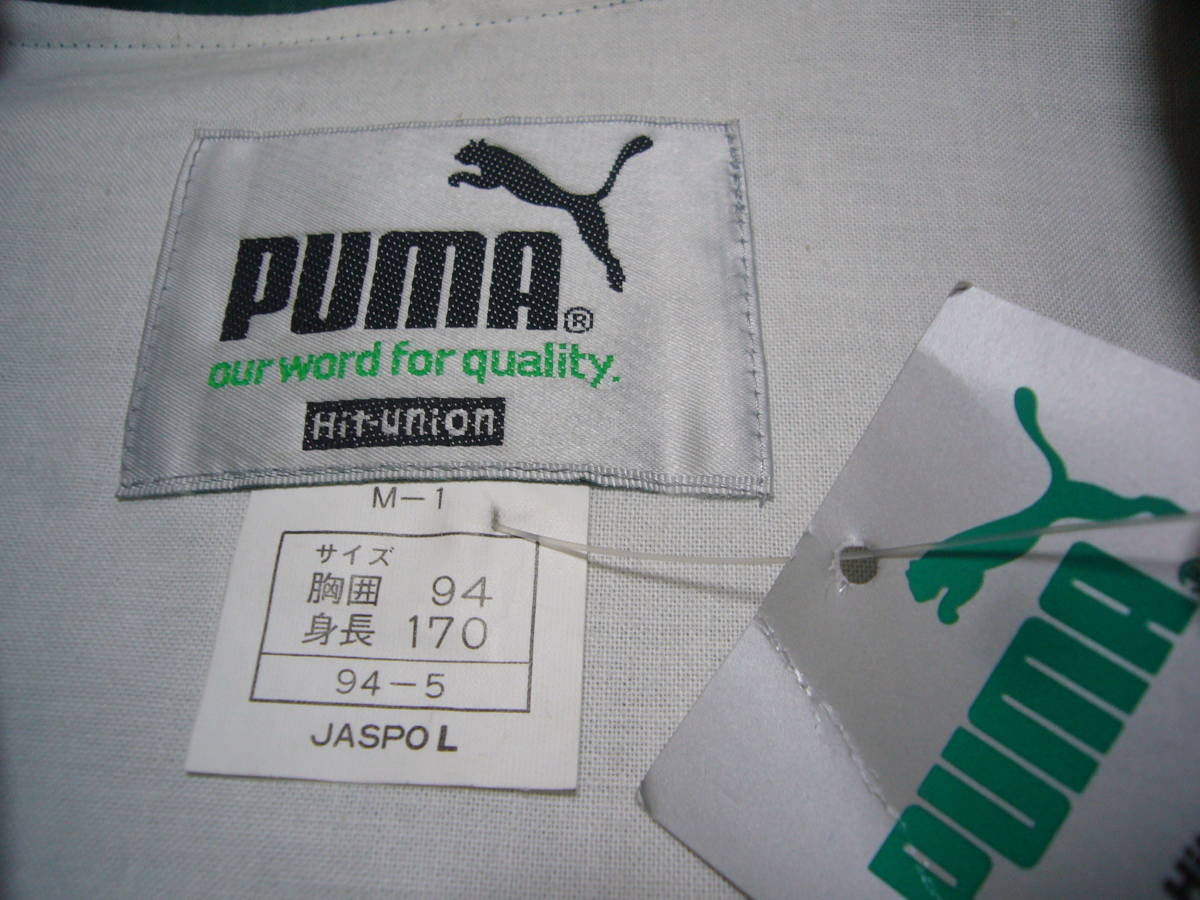 PUMA®
our word for quality.
Hit-union
M-1
サイズ
胸囲 94
身長 170
94-5
JASPO L
PUMA®